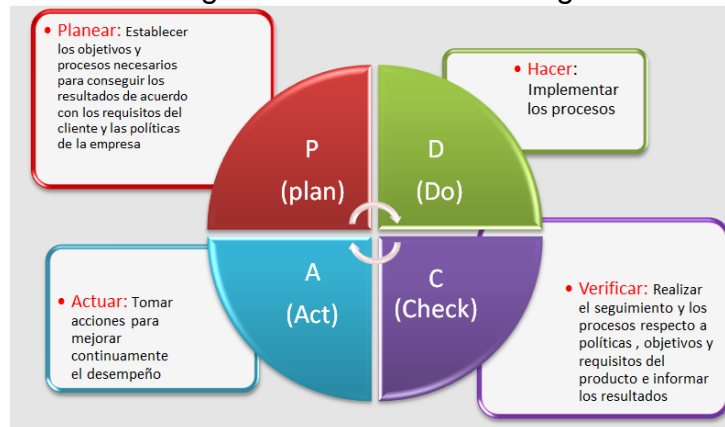 • Planear: Establecer
los objetivos y
procesos necesarios
para conseguir los
resultados de acuerdo
con los requisitos del
cliente y las políticas
de la empresa
• Hacer:
Implementar
los procesos
P
(plan)
D
(Do)
A
(Act)
C
(Check)
• Actuar: Tomar
acciones para
mejorar
continuamente
el desempeño
• Verificar: Realizar
el seguimiento y los
procesos respecto a
políticas , objetivos y
requisitos del
producto e informar
los resultados